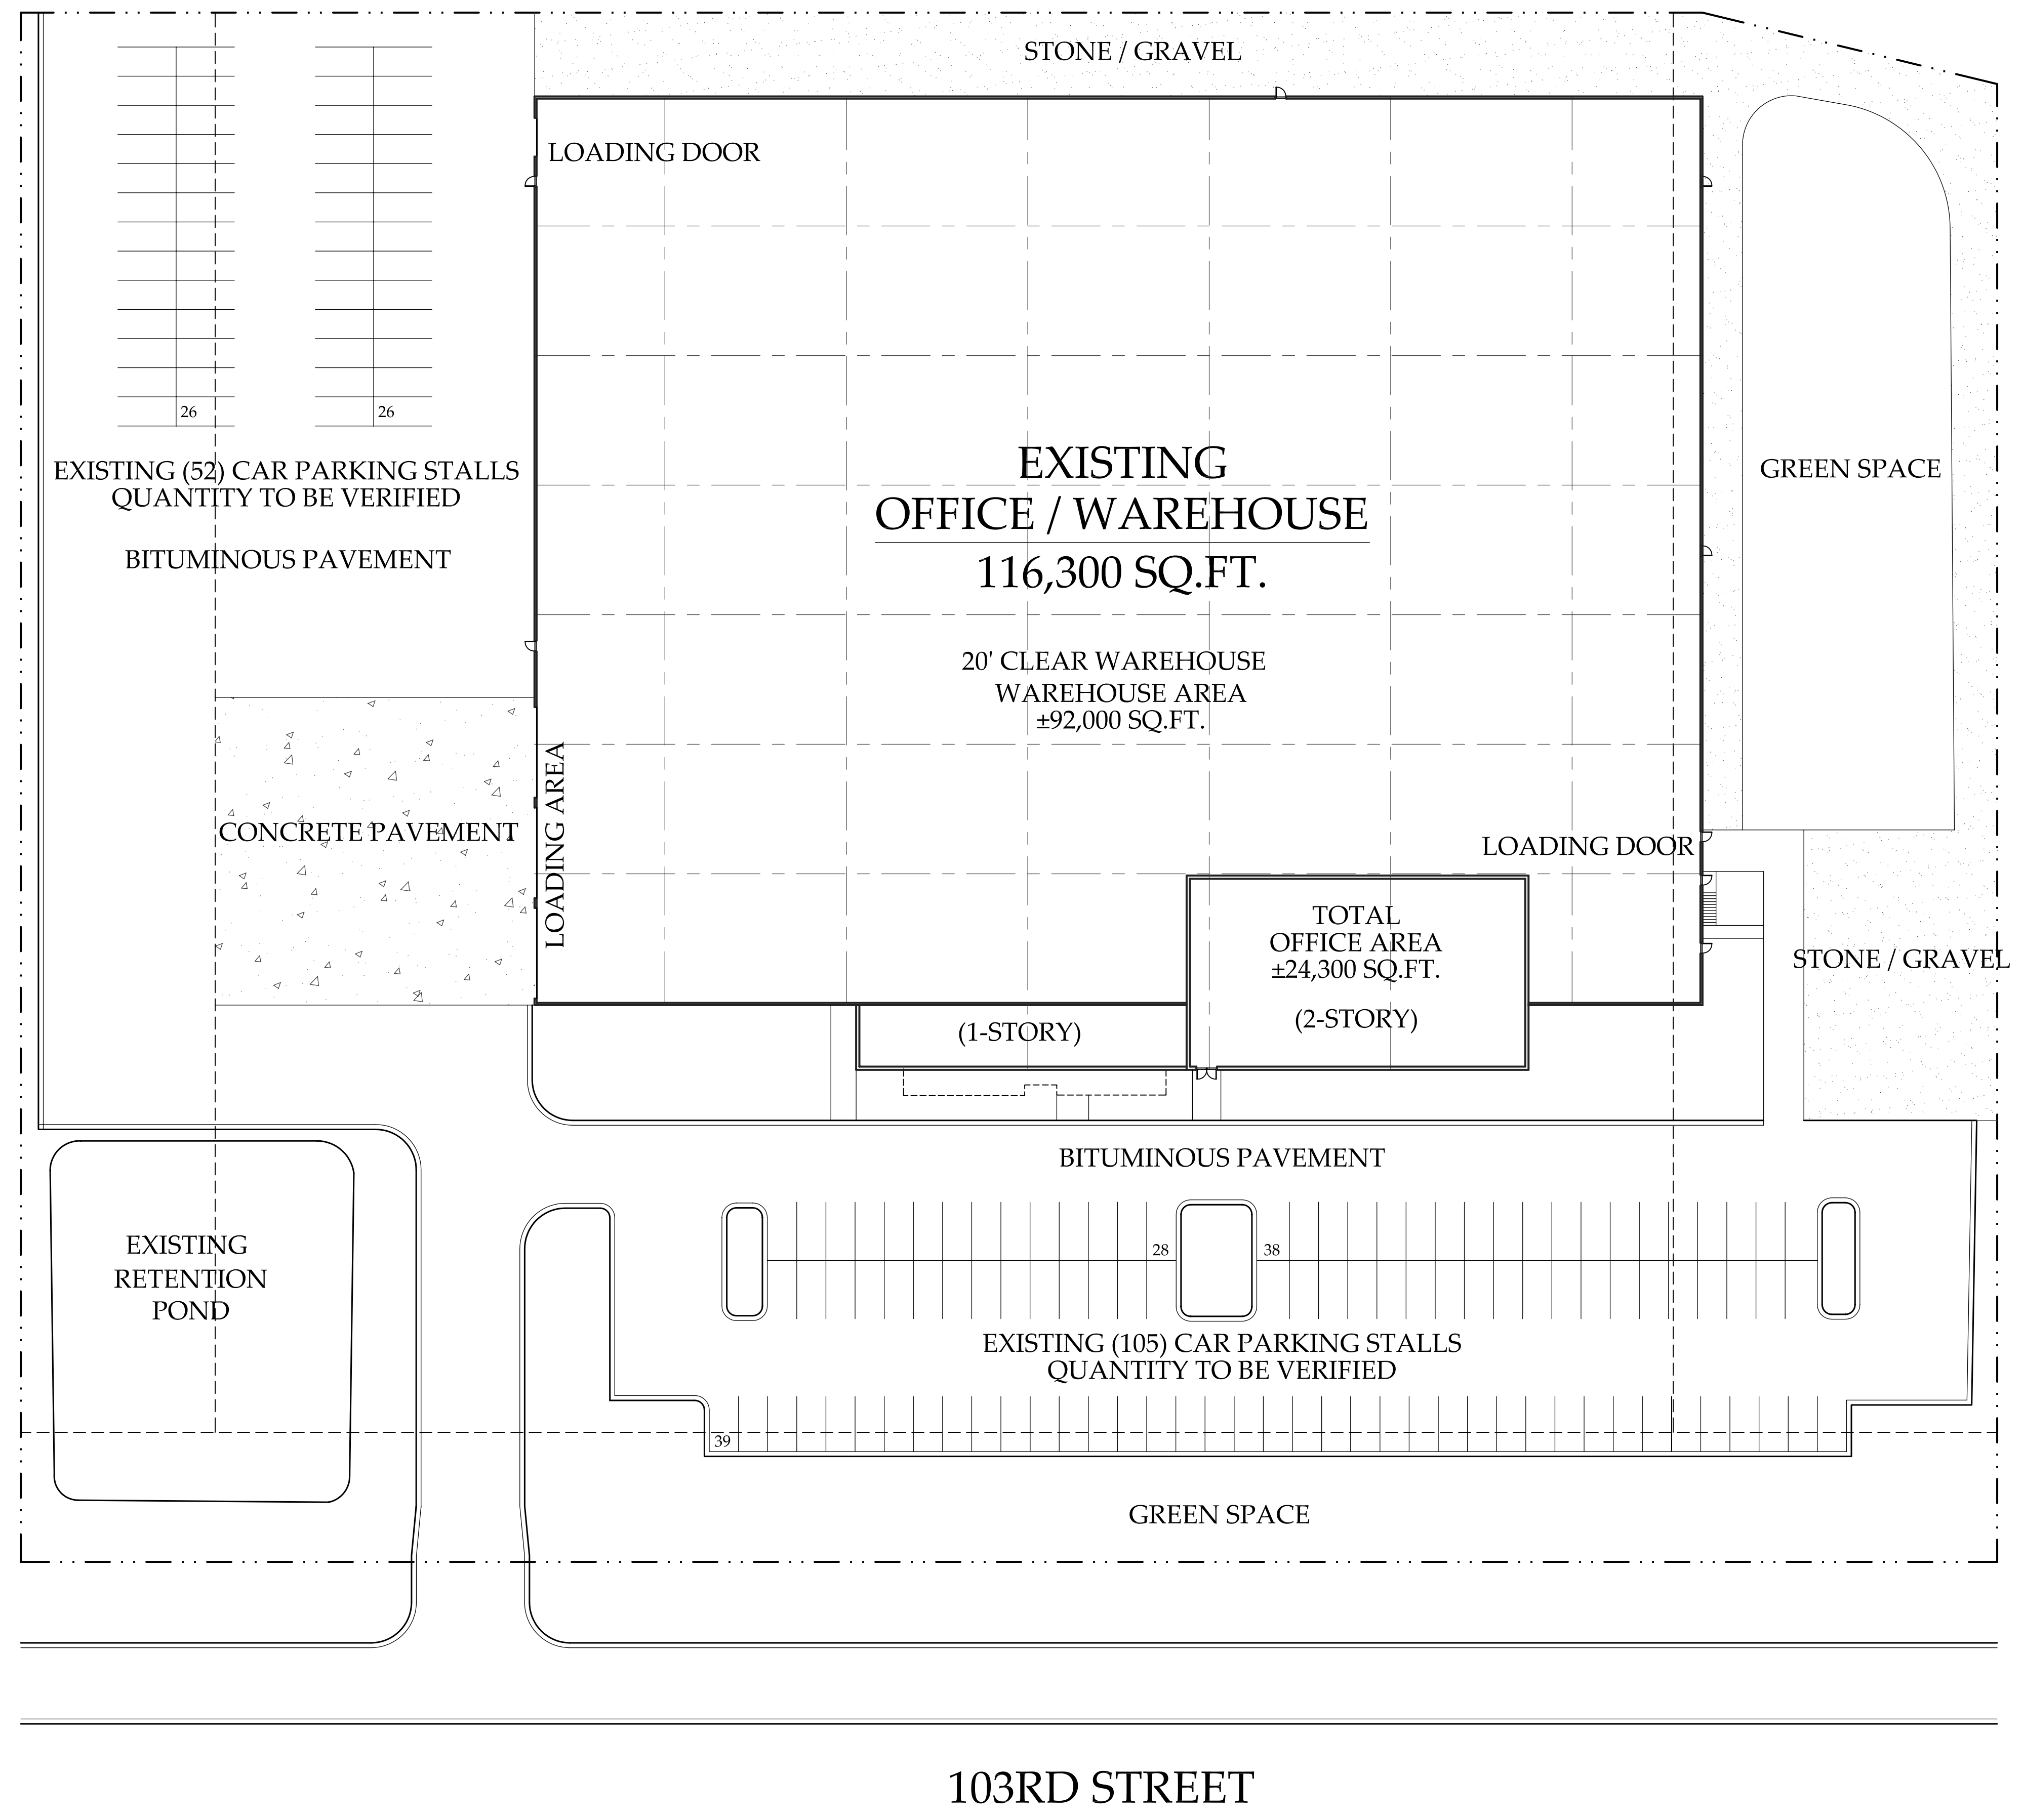 STONE / GRAVEL
LOADING DOOR
26
26
EXISTING (52) CAR PARKING STALLS
QUANTITY TO BE VERIFIED
BITUMINOUS PAVEMENT
EXISTING
OFFICE / WAREHOUSE
116,300 SQ.FT.
GREEN SPACE
20' CLEAR WAREHOUSE
WAREHOUSE AREA
±92,000 SQ.FT.
CONCRETE PAVEMENT
LOADING AREA
LOADING DOOR
TOTAL
OFFICE AREA
±24,300 SQ.FT.
(2-STORY)
(1-STORY)
STONE / GRAVEL
BITUMINOUS PAVEMENT
EXISTING
RETENTION
POND
28
38
EXISTING (105) CAR PARKING STALLS
QUANTITY TO BE VERIFIED
39
GREEN SPACE
103RD STREET